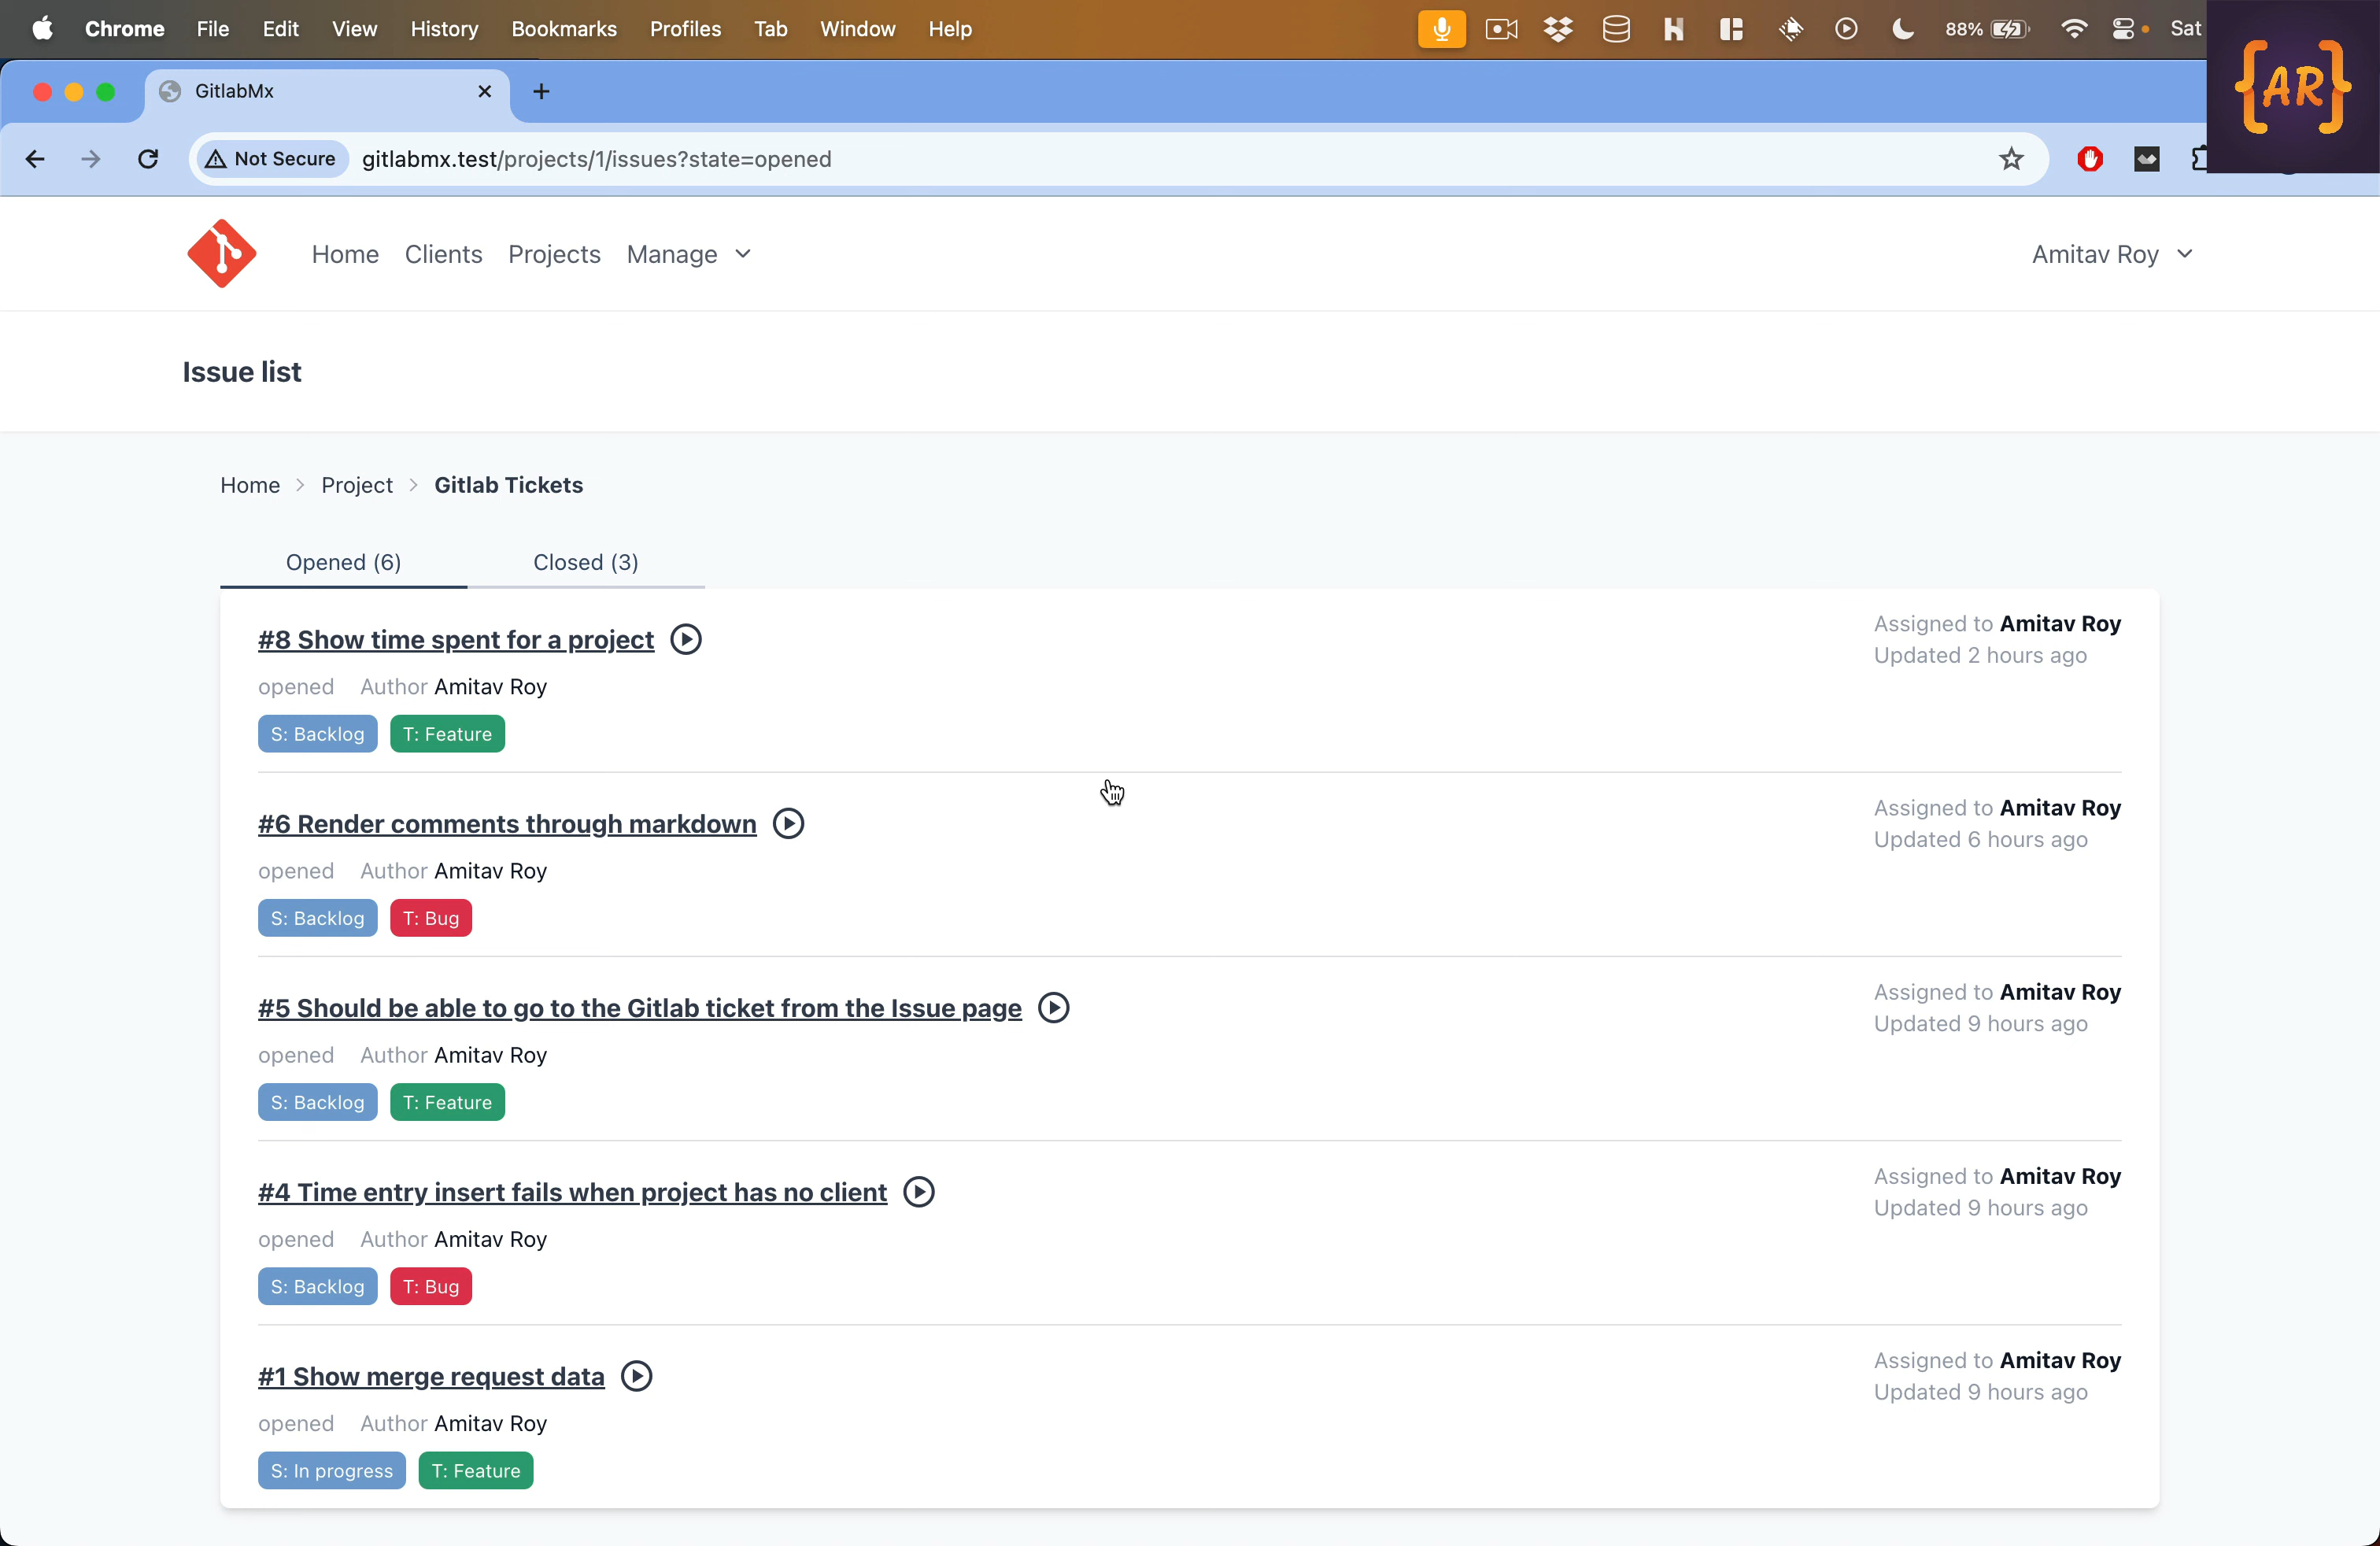 Chrome File Edit View History Bookmarks Profiles Tab Window Help 88% Sat
GitlabMx
{AR}
Not Secure gitlabmx.test/projects/1/issues?state=opened
Home Clients Projects Manage Amitav Roy
Issue list
Home > Project > Gitlab Tickets
Opened (6) Closed (3)
#8 Show time spent for a project Assigned to Amitav Roy
Updated 2 hours ago
opened Author Amitav Roy
S: Backlog T: Feature
#6 Render comments through markdown Assigned to Amitav Roy
Updated 6 hours ago
opened Author Amitav Roy
S: Backlog T: Bug
#5 Should be able to go to the Gitlab ticket from the Issue page Assigned to Amitav Roy
Updated 9 hours ago
opened Author Amitav Roy
S: Backlog T: Feature
#4 Time entry insert fails when project has no client Assigned to Amitav Roy
Updated 9 hours ago
opened Author Amitav Roy
S: Backlog T: Bug
#1 Show merge request data Assigned to Amitav Roy
Updated 9 hours ago
opened Author Amitav Roy
S: In progress T: Feature